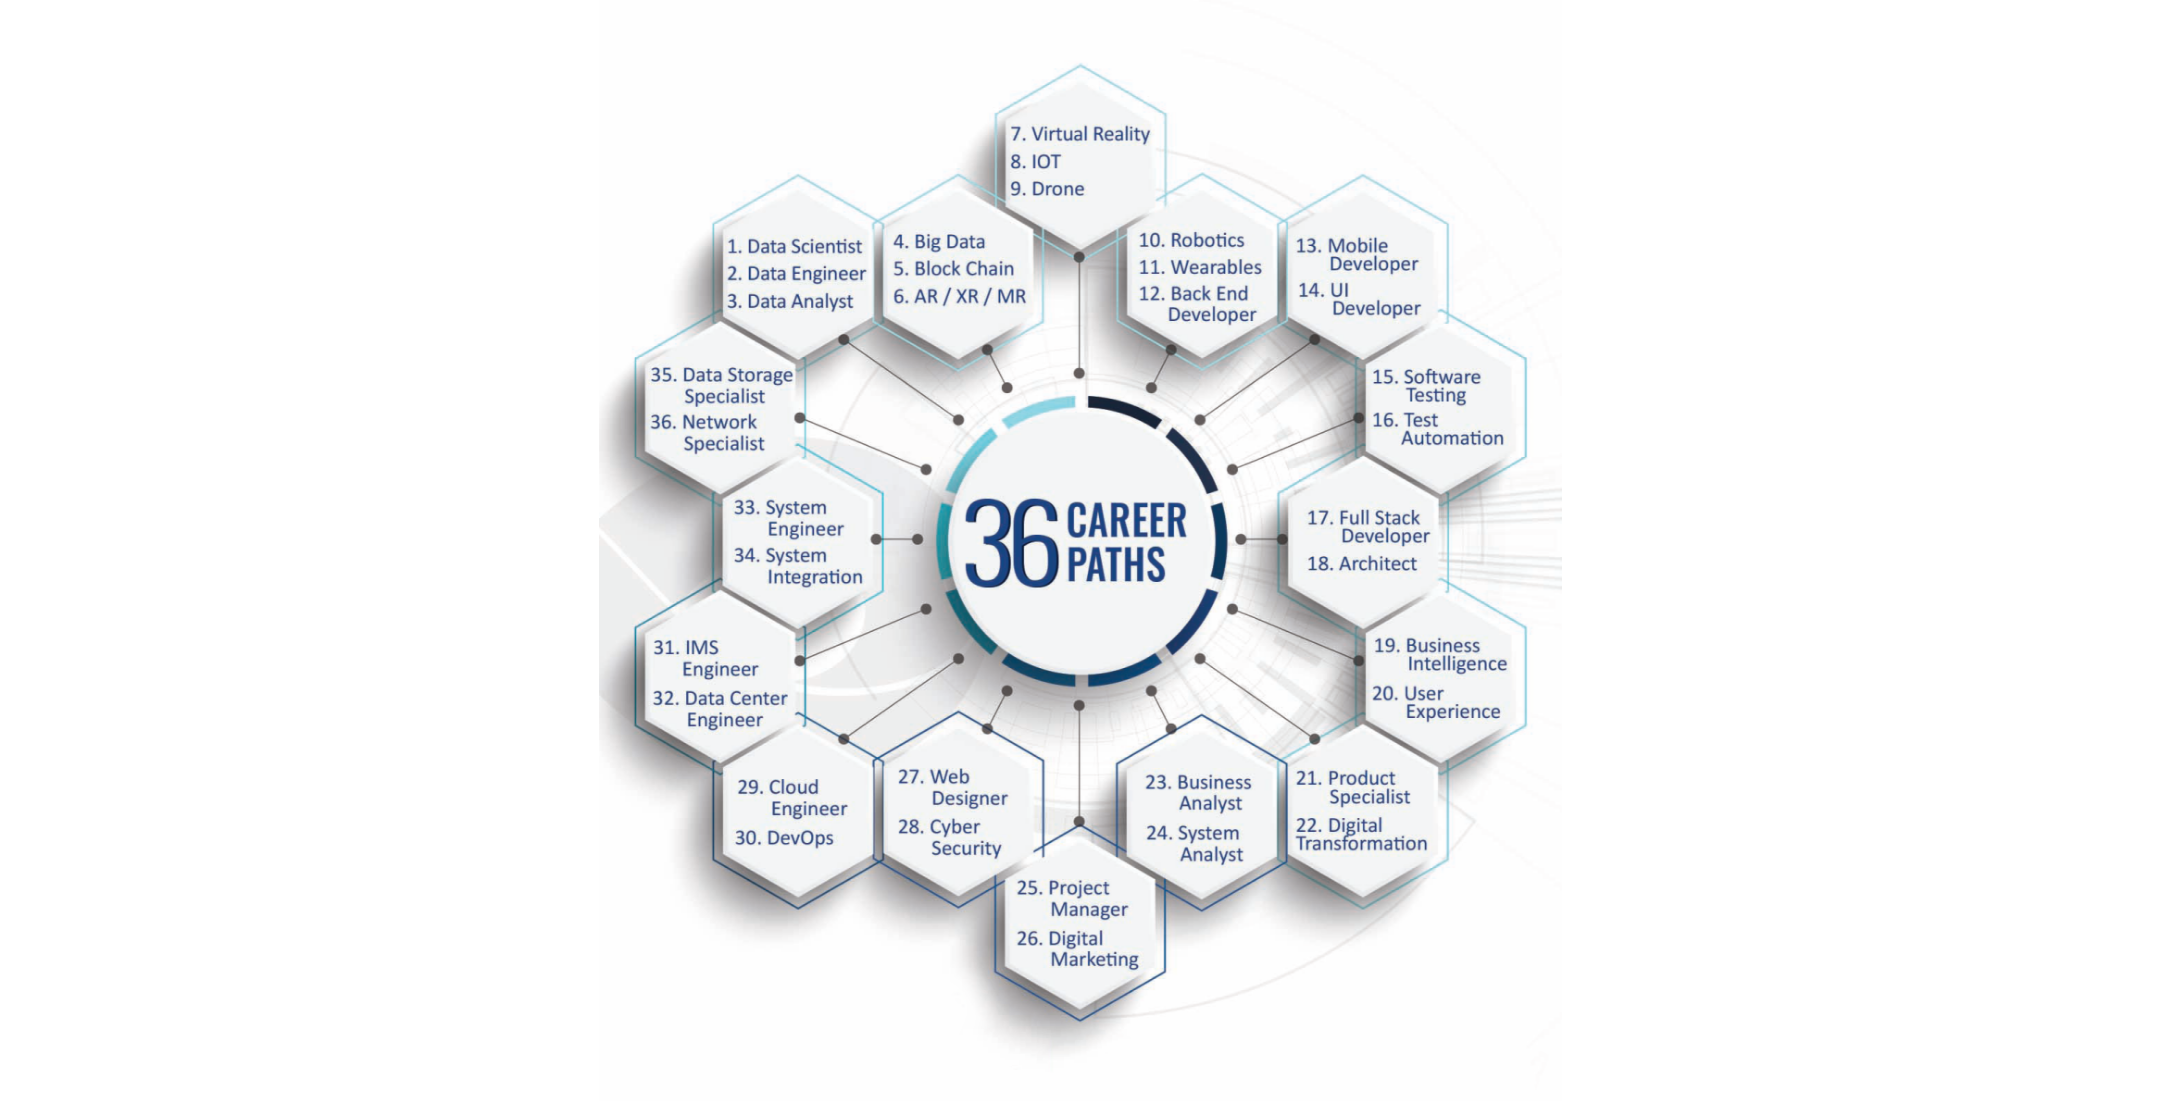 7. Virtual Reality
8. IOT
9. Drone
1. Data Scientist
2. Data Engineer
3. Data Analyst
4. Big Data
5. Block Chain
6. AR / XR / MR
10. Robotics
11. Wearables
12. Back End
Developer
13. Mobile
Developer
14. UI
Developer
35. Data Storage
Specialist
36. Network
Specialist
15. Software
Testing
16. Test
Automation
33. System
Engineer
34. System
Integration
36 CAREER
PATHS
17. Full Stack
Developer
18. Architect
31. IMS
Engineer
32. Data Center
Engineer
19. Business
Intelligence
20. User
Experience
29. Cloud
Engineer
30. DevOps
27. Web
Designer
28. Cyber
Security
23. Business
Analyst
24. System
Analyst
21. Product
Specialist
22. Digital
Transformation
25. Project
Manager
26. Digital
Marketing